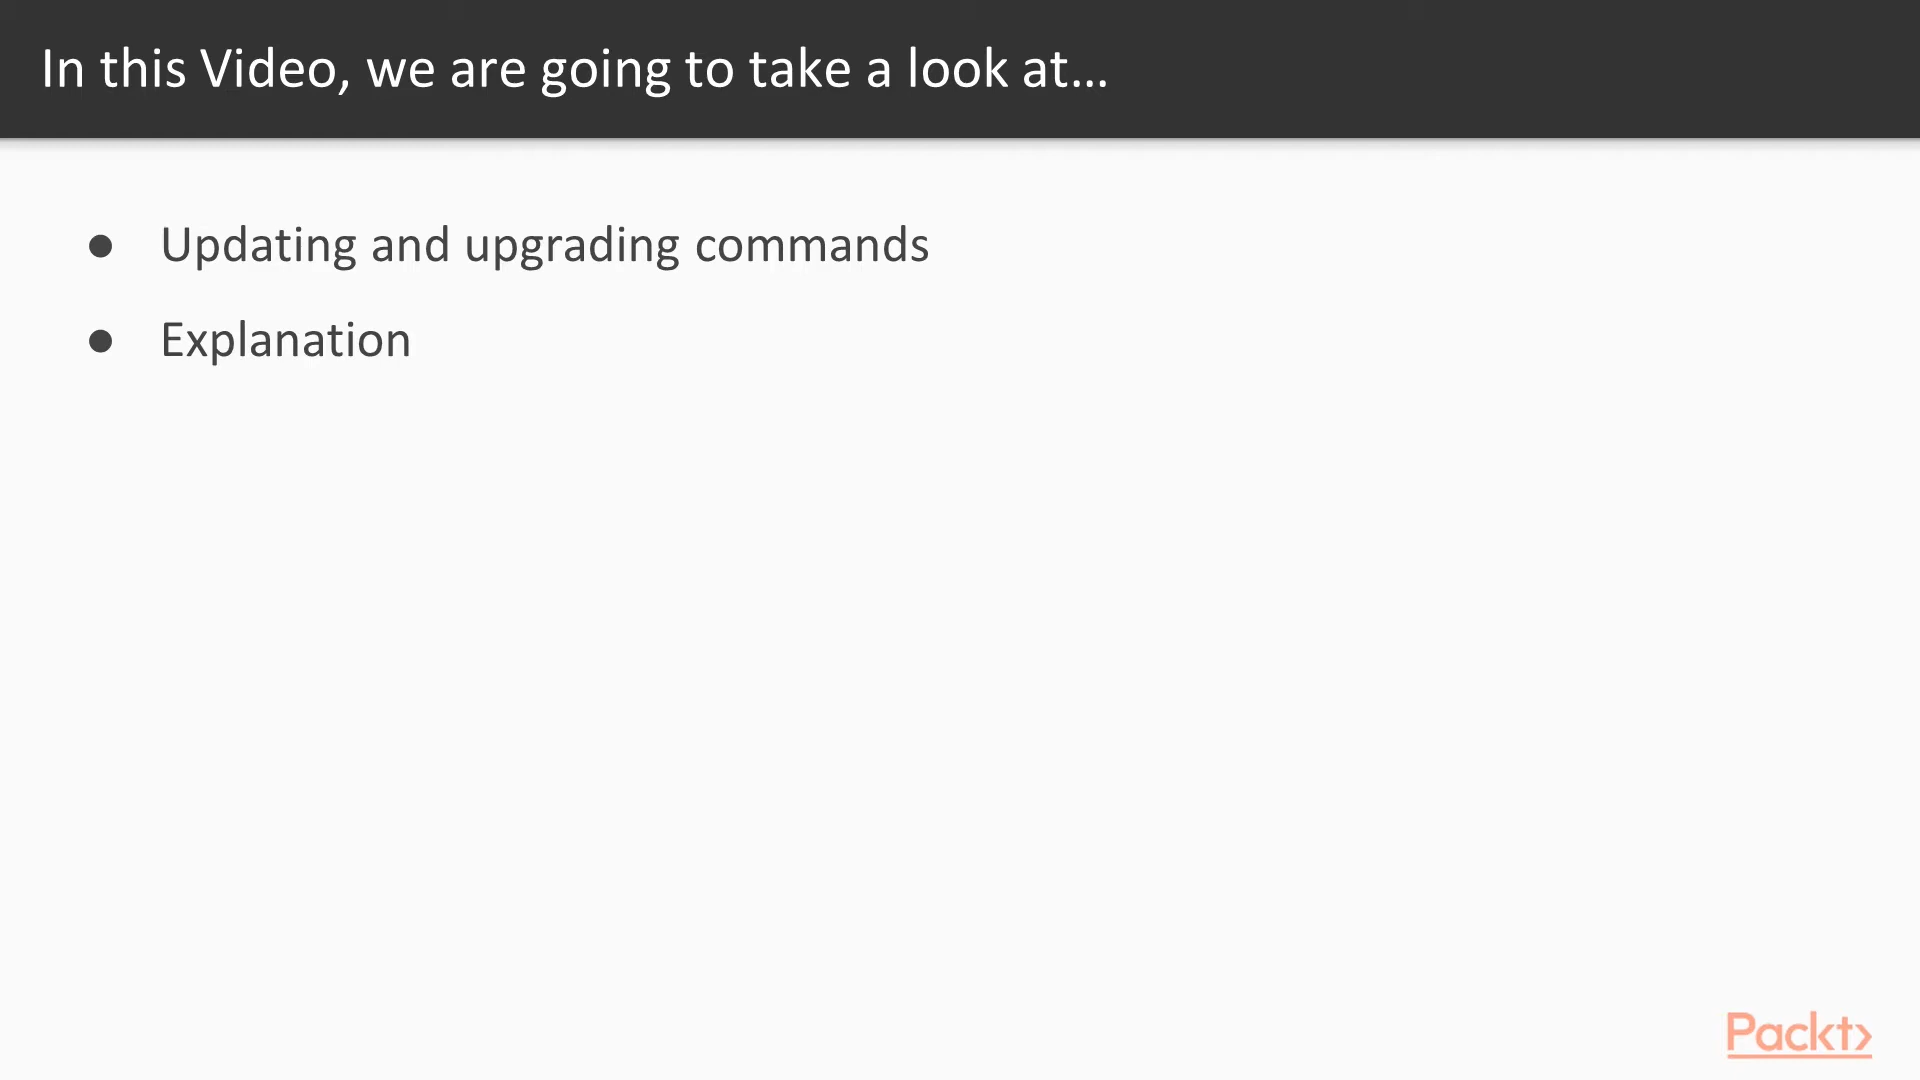 In this Video, we are going to take a look at...
● Updating and upgrading commands
● Explanation
Packt>